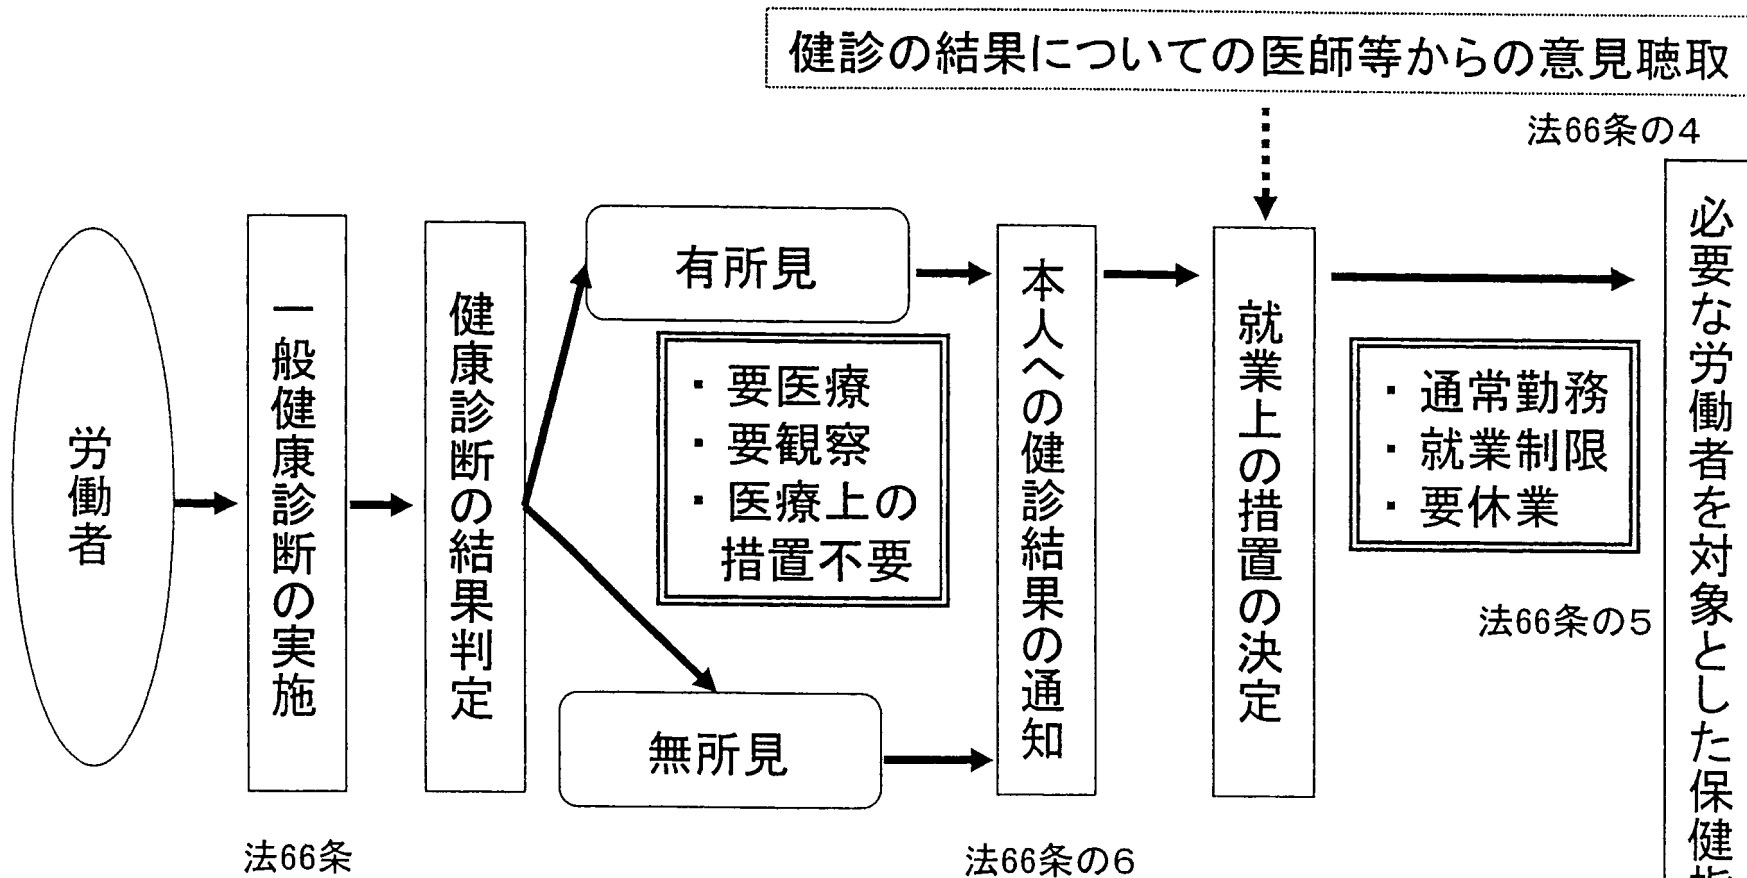 健診の結果についての医師等からの意見聴取
法66条の4
労働者
一般健康診断の実施
健康診断の結果判定
有所見
・要医療
・要観察
・医療上の
措置不要
無所見
本人への健診結果の通知
就業上の措置の決定
・通常勤務
・就業制限
・要休業
法66条の5
必要な労働者を対象とした保健指
法66条
法66条の6